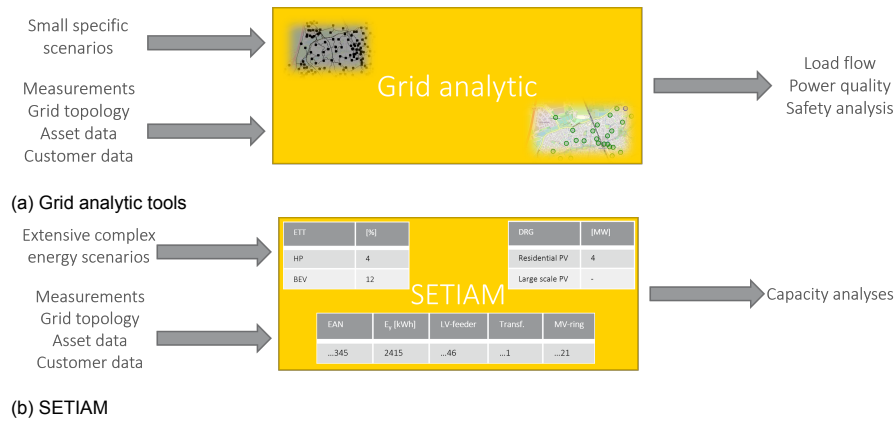 Small specific
scenarios
Measurements
Grid topology
Asset data
Customer data
Grid analytic
Load flow
Power quality
Safety analysis
(a) Grid analytic tools
Extensive complex
energy scenarios
Measurements
Grid topology
Asset data
Customer data
ETT [%]
HP 4
BEV 12
DRG [MW]
Residential PV 4
Large scale PV -
SETIAM
EAN Ey [kWh] LV-feeder Transf. MV-ring
...345 2415 ...46 ...1 ...21
Capacity analyses
(b) SETIAM